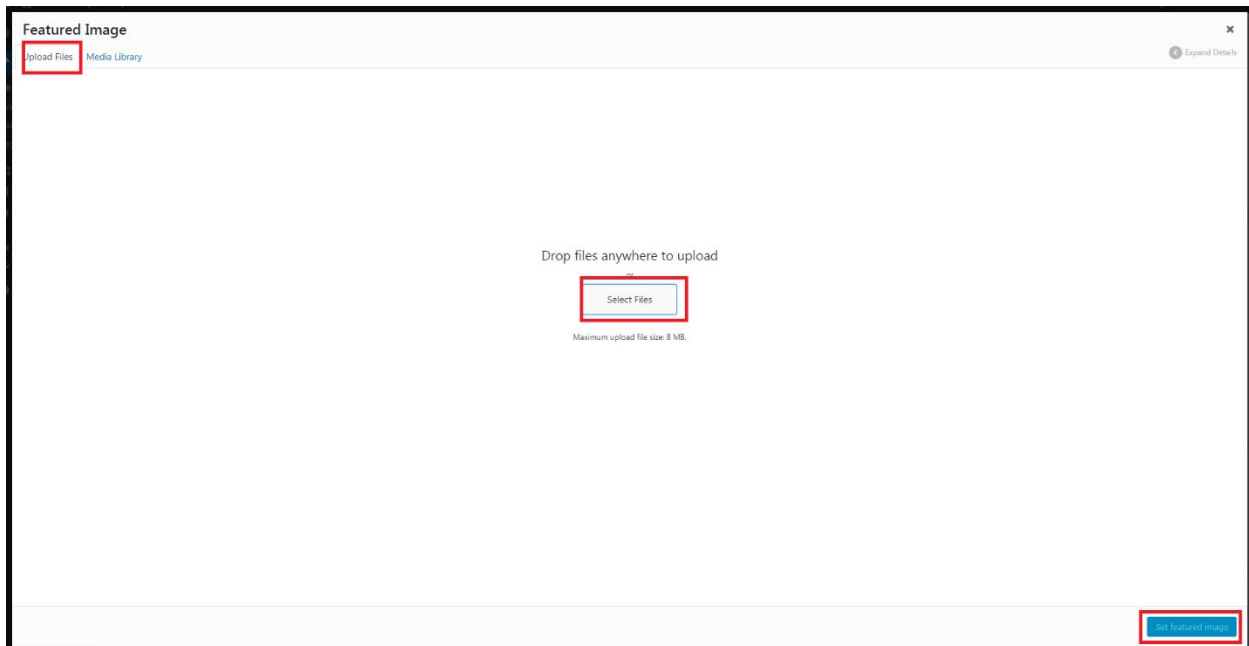 Featured Image
Upload Files
Media Library
Expand Details
Drop files anywhere to upload
or
Select Files
Maximum upload file size: 8 MB.
Set featured image